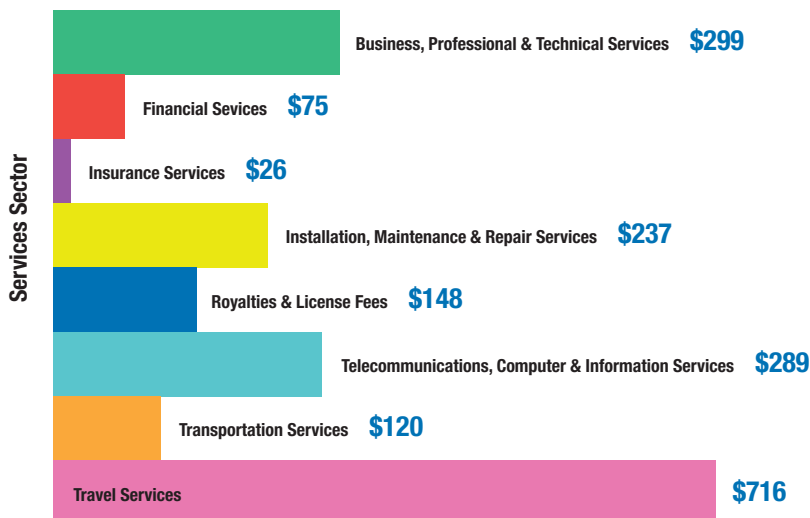 Services Sector
Business, Professional & Technical Services $299
Financial Sevices $75
Insurance Services $26
Installation, Maintenance & Repair Services $237
Royalties & License Fees $148
Telecommunications, Computer & Information Services $289
Transportation Services $120
Travel Services $716